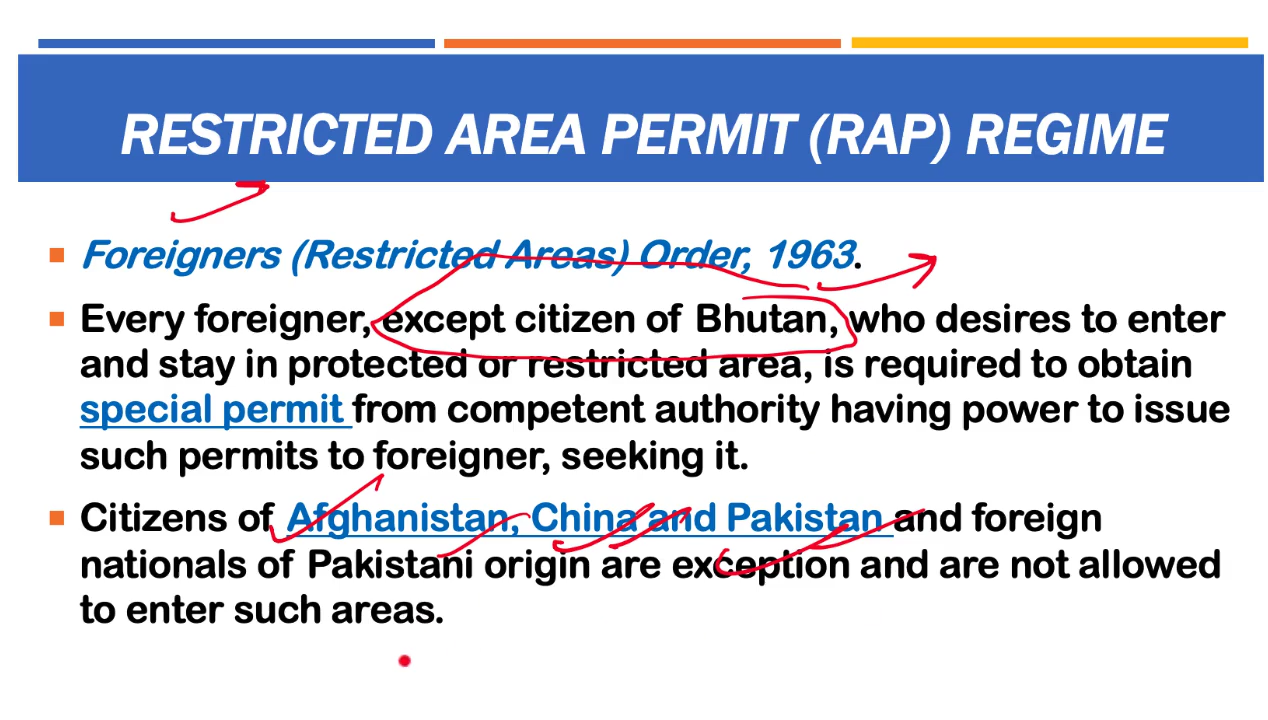 RESTRICTED AREA PERMIT (RAP) REGIME
Foreigners (Restricted Areas) Order, 1963.
Every foreigner, except citizen of Bhutan, who desires to enter
and stay in protected or restricted area, is required to obtain
special permit from competent authority having power to issue
such permits to foreigner, seeking it.
Citizens of Afghanistan, China and Pakistan and foreign
nationals of Pakistani origin are exception and are not allowed
to enter such areas.